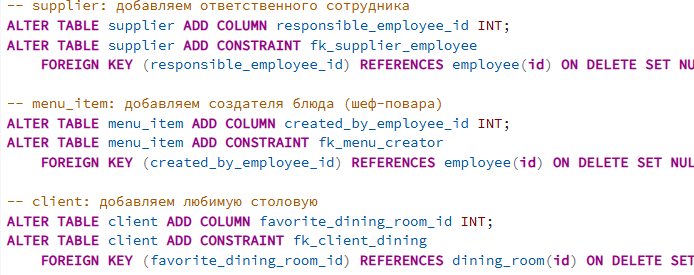 -- supplier: добавляем ответственного сотрудника
ALTER TABLE supplier ADD COLUMN responsible_employee_id INT;
ALTER TABLE supplier ADD CONSTRAINT fk_supplier_employee
FOREIGN KEY (responsible_employee_id) REFERENCES employee(id) ON DELETE SET NU
-- menu_item: добавляем создателя блюда (шеф-повара)
ALTER TABLE menu_item ADD COLUMN created_by_employee_id INT;
ALTER TABLE menu_item ADD CONSTRAINT fk_menu_creator
FOREIGN KEY (created_by_employee_id) REFERENCES employee(id) ON DELETE SET NUL
-- client: добавляем любимую столовую
ALTER TABLE client ADD COLUMN favorite_dining_room_id INT;
ALTER TABLE client ADD CONSTRAINT fk_client_dining
FOREIGN KEY (favorite_dining_room_id) REFERENCES dining_room(id) ON DELETE SET